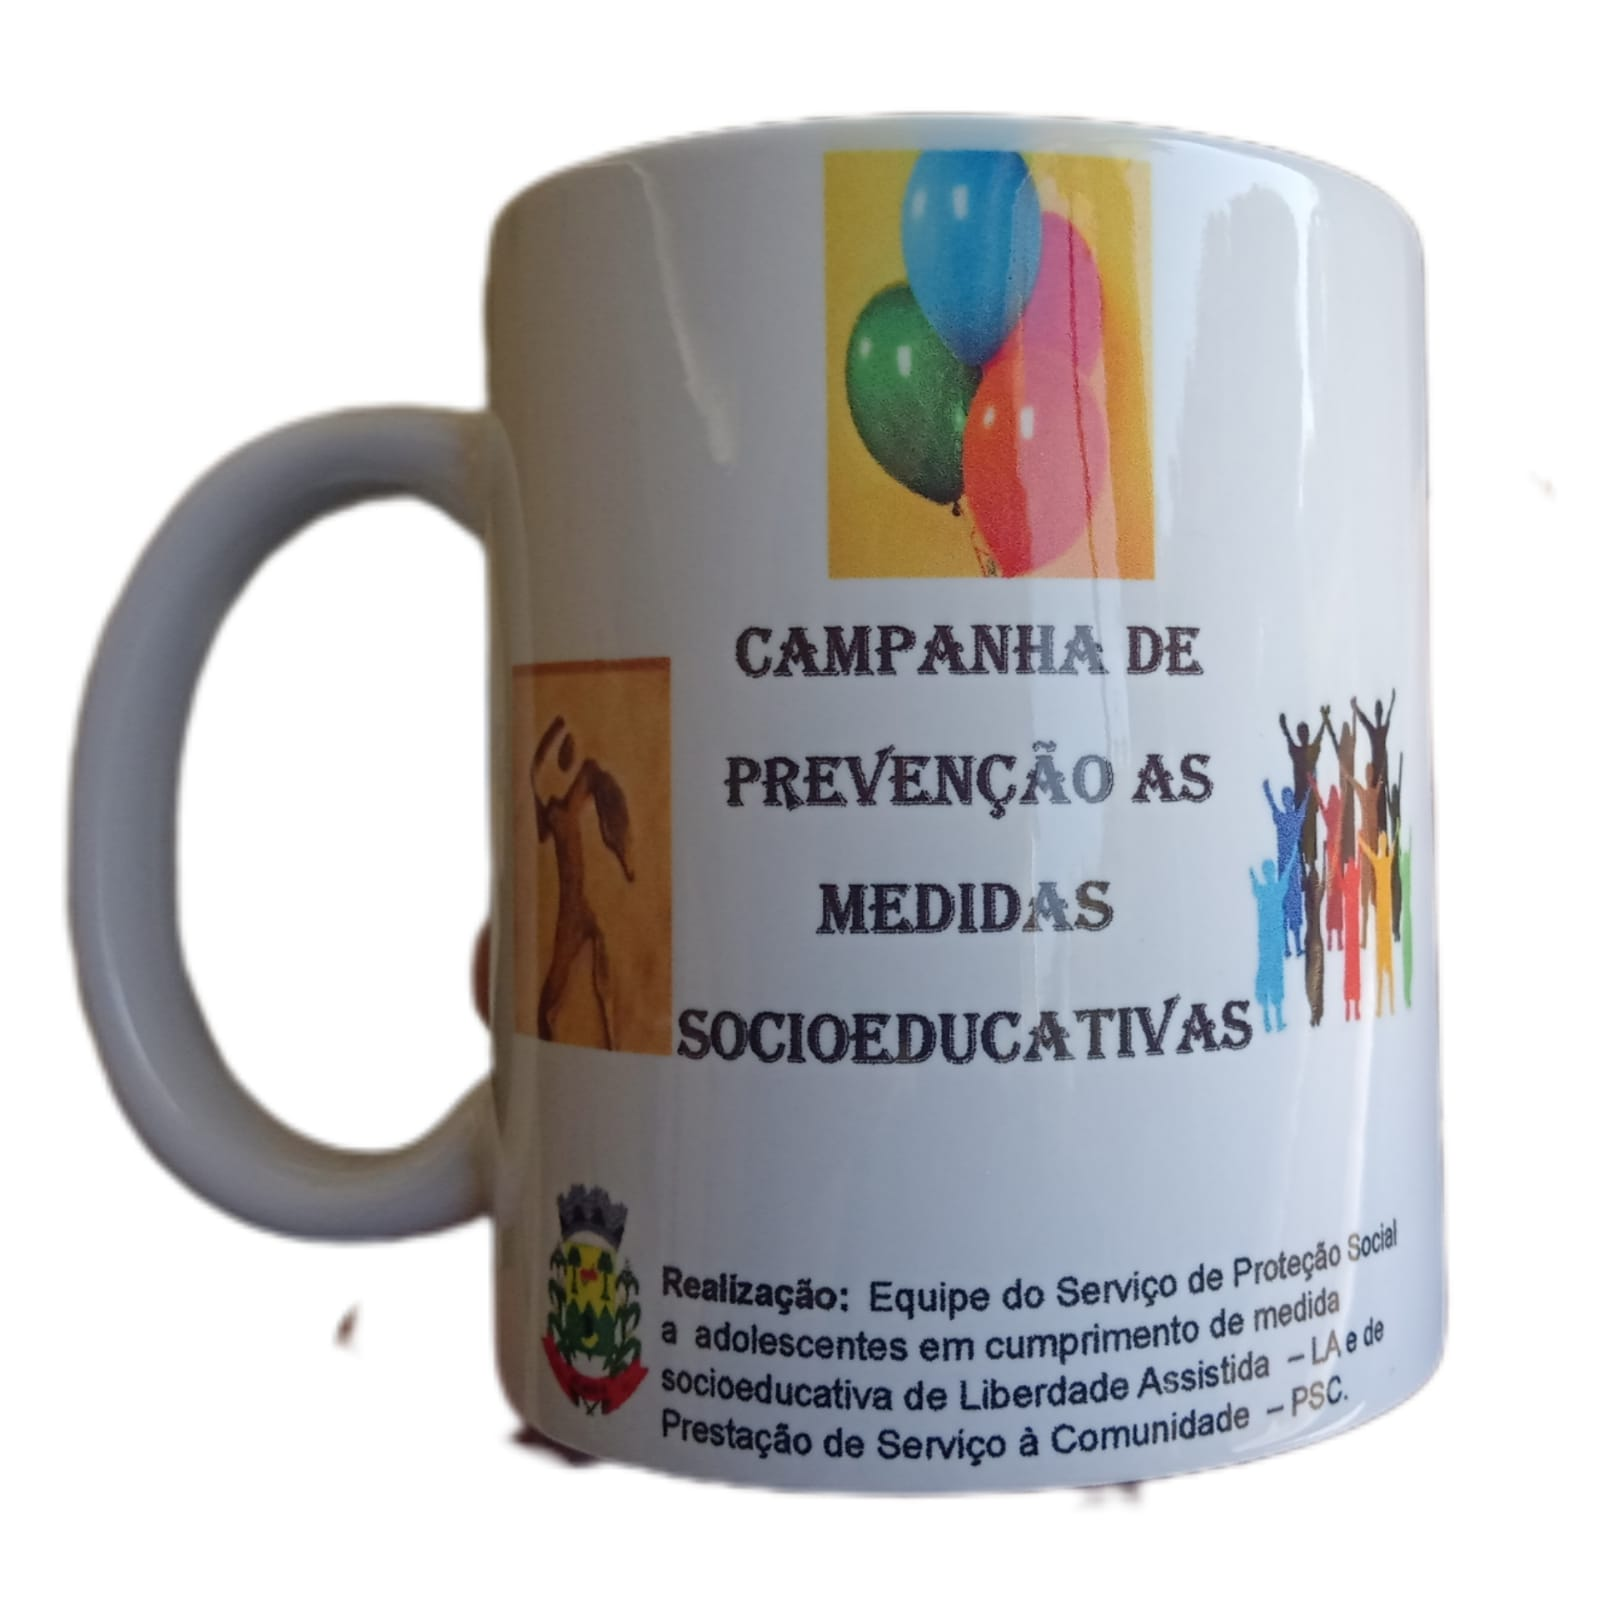 CAMPANHA DE
PREVENÇÃO AS
MEDIDAS
SOCIOEDUCATIVAS
Realização: Equipe do Serviço de Proteção Social
a adolescentes em cumprimento de medida
socioeducativa de Liberdade Assistida – LA e de
Prestação de Serviço à Comunidade – PSC.